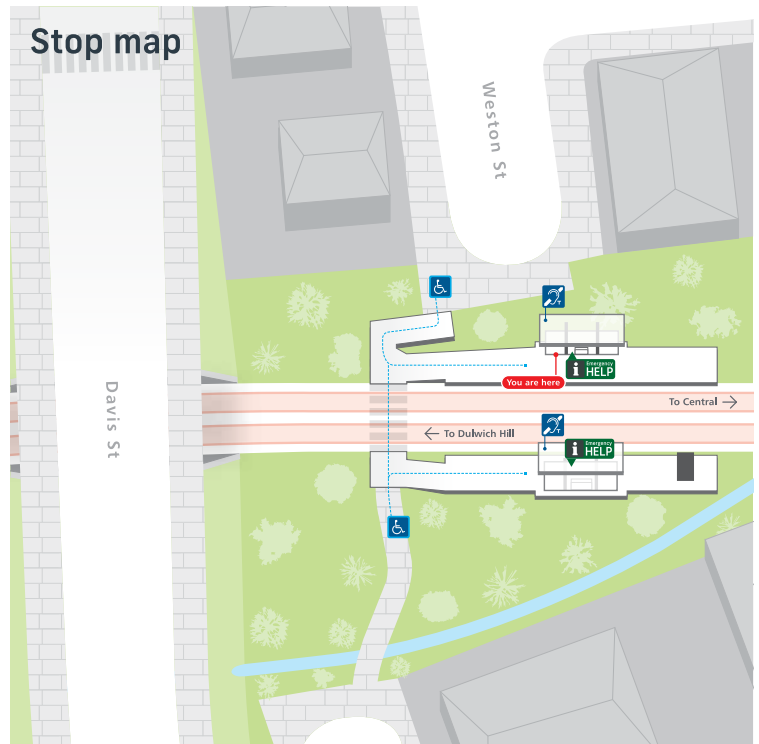 Stop map
Weston St
T
Emergency
i HELP
You are here
To Central
Davis St
To Dulwich Hill
T
Emergency
i HELP